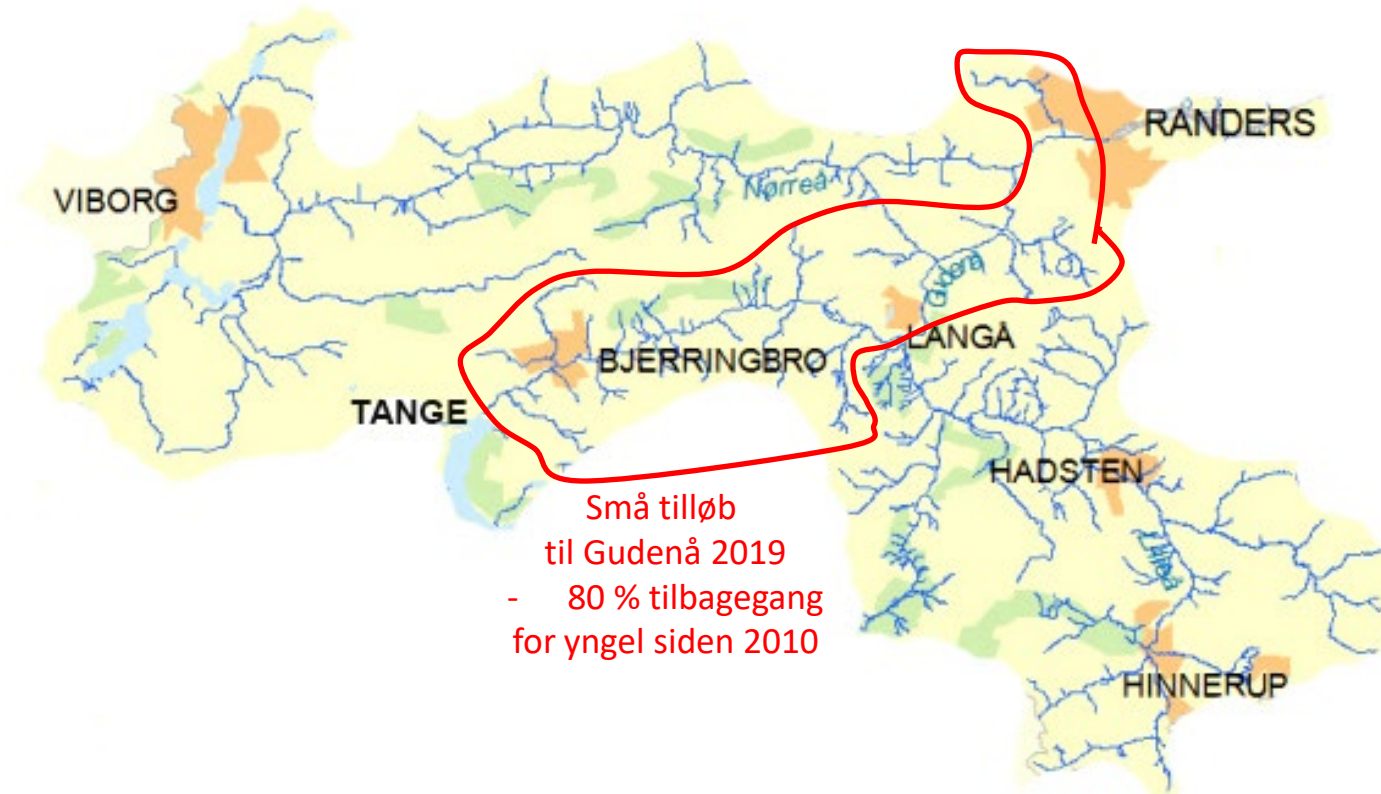 RANDERS
VIBORG
Nørreå
Gudenå
LANGÅ
BJERRINGBRO
TANGE
HADSTEN
Lilleå
HINNERUP
Små tilløb
til Gudenå 2019
- 80 % tilbagegang
for yngel siden 2010